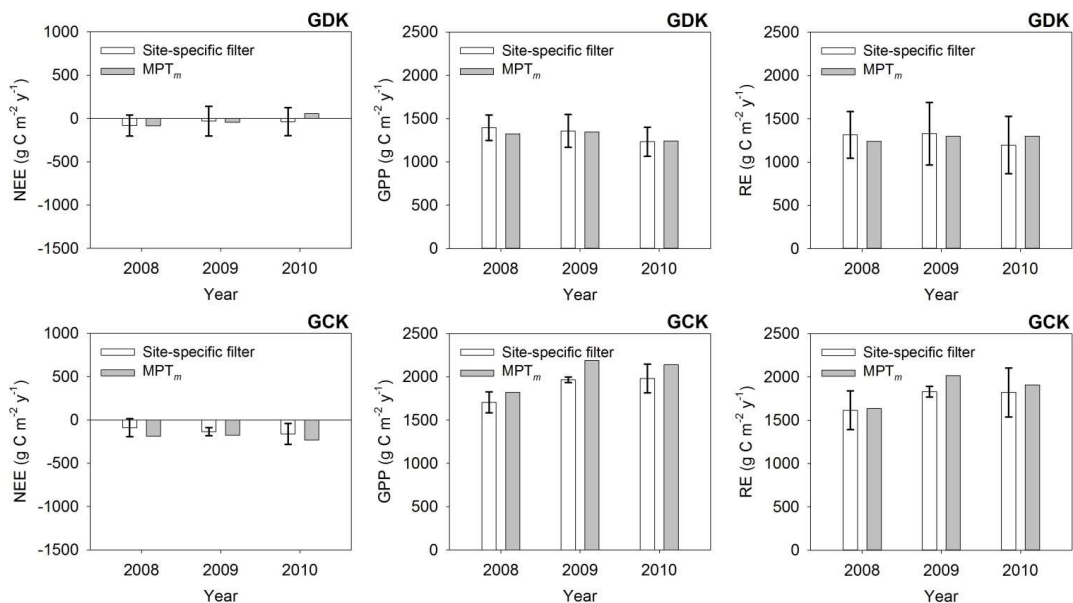 GDK
1000
500
0
-500
-1000
-1500
NEE (g C m⁻² y⁻¹)
Site-specific filter
MPTm
2008 2009 2010
Year
GDK
2500
2000
1500
1000
500
0
GPP (g C m⁻² y⁻¹)
Site-specific filter
MPTm
2008 2009 2010
Year
GDK
2500
2000
1500
1000
500
0
RE (g C m⁻² y⁻¹)
Site-specific filter
MPTm
2008 2009 2010
Year
GCK
1000
500
0
-500
-1000
-1500
NEE (g C m⁻² y⁻¹)
Site-specific filter
MPTm
2008 2009 2010
Year
GCK
2500
2000
1500
1000
500
0
GPP (g C m⁻² y⁻¹)
Site-specific filter
MPTm
2008 2009 2010
Year
GCK
2500
2000
1500
1000
500
0
RE (g C m⁻² y⁻¹)
Site-specific filter
MPTm
2008 2009 2010
Year